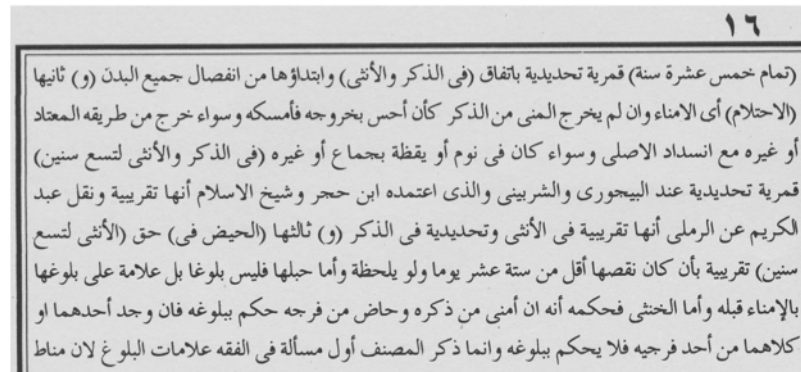 ١٦
(تمام خمس عشرة سنة) قمرية تحديدية باتفاق (فى الذكر والأنثى) وابتداؤها من انفصال جميع البدن (و) ثانيها
(الاحتلام) أى الامناء وان لم يخرج المنى من الذكر كأن أحس بخروجه فأمسكه وسواء خرج من طريقه المعتاد
أو غيره مع انسداد الاصلى وسواء كان فى نوم أو يقظة بجماع أو غيره (فى الذكر والأنثى لتسع سنين)
قمرية تحديدية عند البيجورى والشربينى والذى اعتمده ابن حجر وشيخ الاسلام أنها تقريبية ونقل عبد
الكريم عن الرملى أنها تقريبية فى الأنثى وتحديدية فى الذكر (و) ثالثها (الحيض فى) حق (الأنثى لتسع
سنين) تقريبية بأن كان نقصها أقل من ستة عشر يوما ولو يلحظة وأما حبلها فليس بلوغا بل علامة على بلوغها
بالإمناء قبله وأما الخنثى فحكمه أنه ان أمنى من ذكره وحاض من فرجه حكم ببلوغه فان وجد أحدهما او
كلاهما من أحد فرجيه فلا يحكم ببلوغه وانما ذكر المصنف أول مسألة فى الفقه علامات البلوغ لان مناط